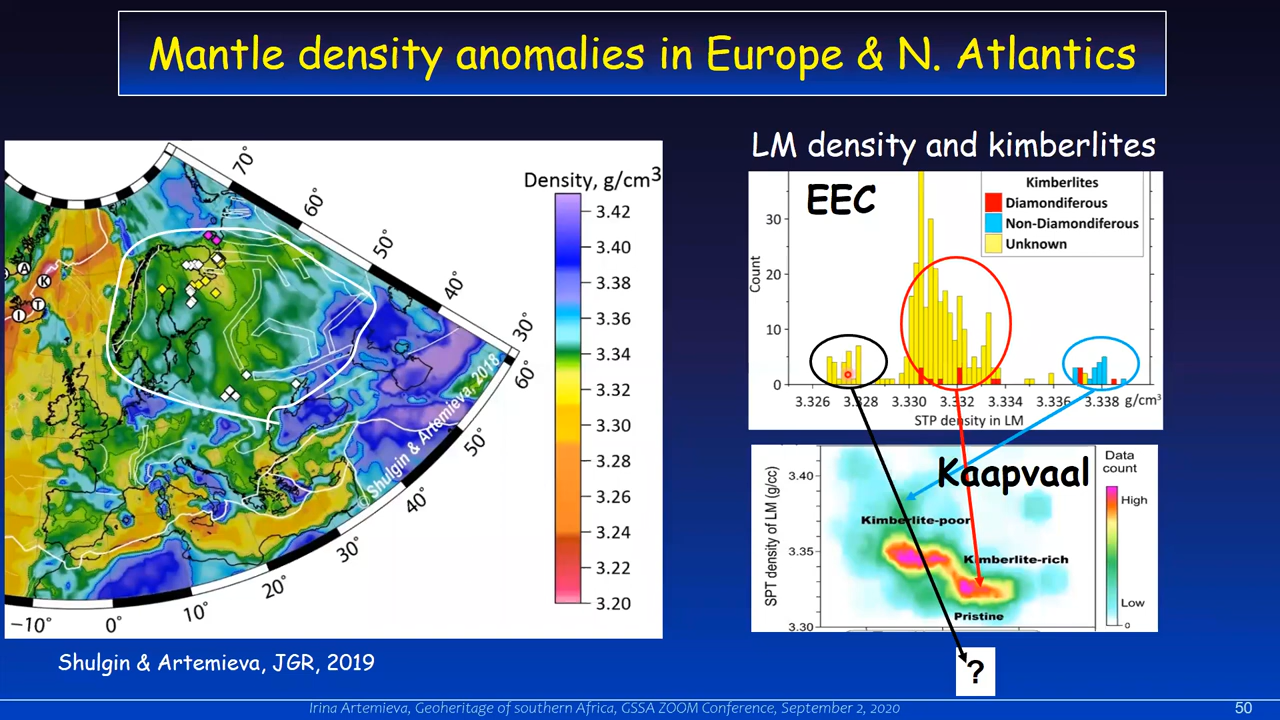 Mantle density anomalies in Europe & N. Atlantics
LM density and kimberlites
Density, g/cm3
3.42
3.40
3.38
3.36
3.34
3.32
3.30
3.28
3.26
3.24
3.22
3.20
70°
60°
50°
40°
30°
60°
50°
40°
30°
20°
10°
0°
−10°
A
K
T
I
© Shulgin & Artemieva, 2018
EEC
Kimberlites
Diamondiferous
Non-Diamondiferous
Unknown
Count
30
20
10
0
3.326 3.328 3.330 3.332 3.334 3.336 3.338 g/cm3
STP density in LM
Kaapvaal
SPT density of LM (g/cc)
3.40
3.35
3.30
Kimberlite-poor
Kimberlite-rich
Pristine
Data
count
High
Low
0
?
Shulgin & Artemieva, JGR, 2019
Irina Artemieva, Geoheritage of southern Africa, GSSA ZOOM Conference, September 2, 2020
50